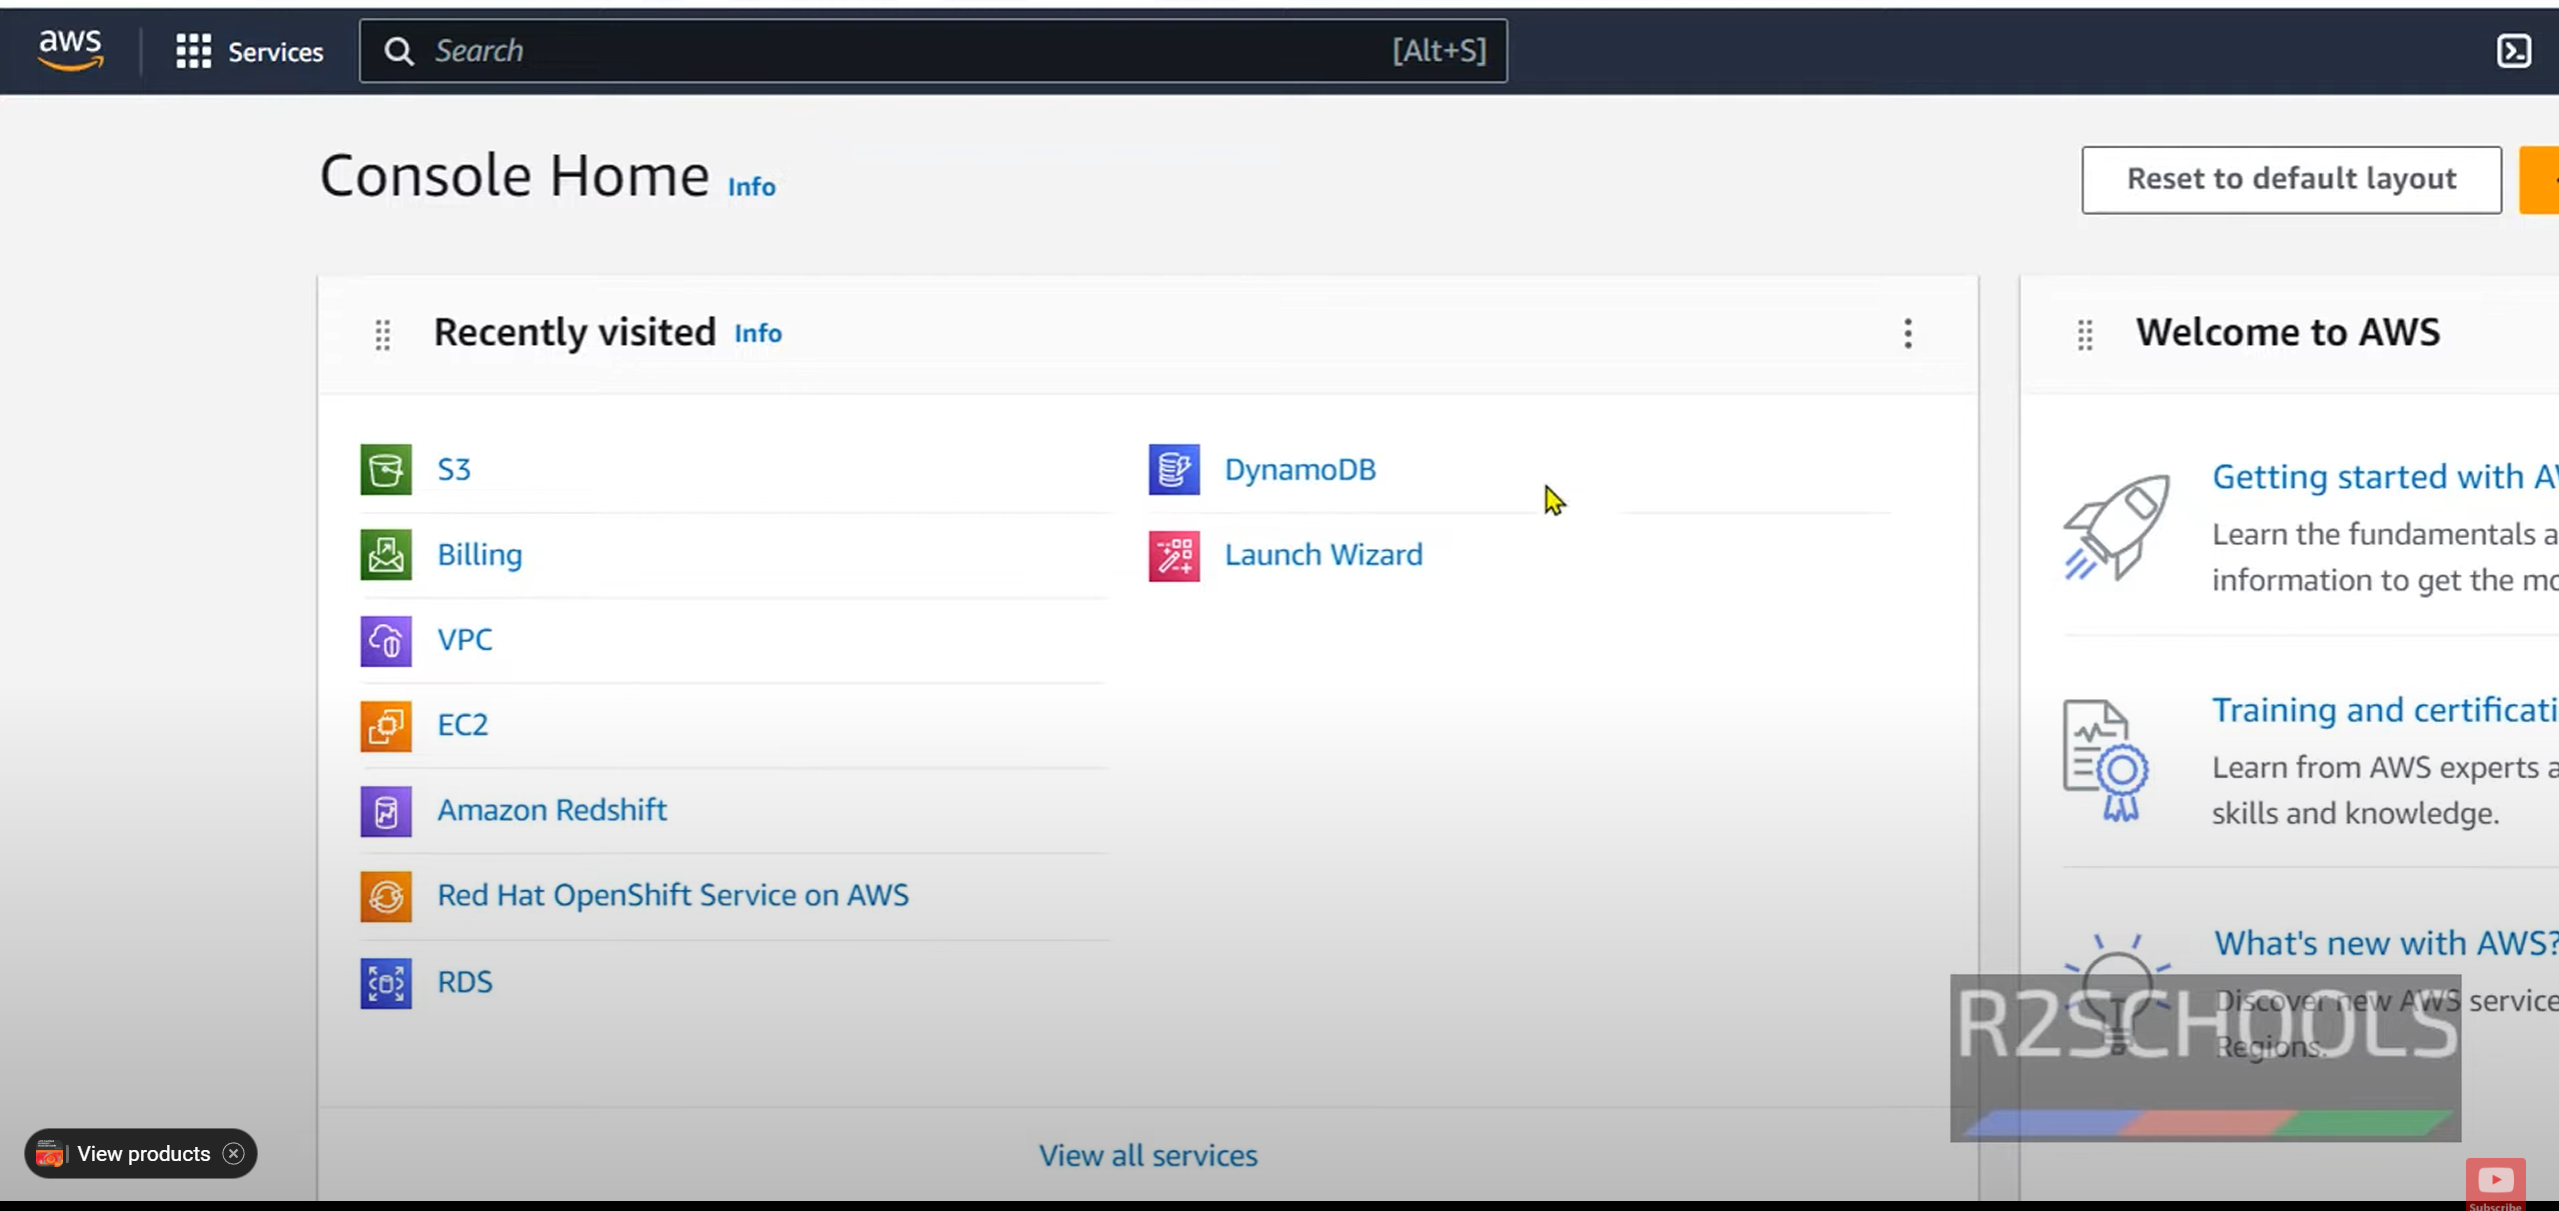 aws
Services
Search
[Alt+S]
Console Home Info
Reset to default layout
Recently visited Info
S3
Billing
VPC
EC2
Amazon Redshift
Red Hat OpenShift Service on AWS
RDS
DynamoDB
Launch Wizard
View all services
Welcome to AWS
Getting started with A
Learn the fundamentals a
information to get the mo
Training and certificati
Learn from AWS experts a
skills and knowledge.
What's new with AWS?
Discover new AWS service
Regions.
R2SCHOOLS
View products
Subscribe